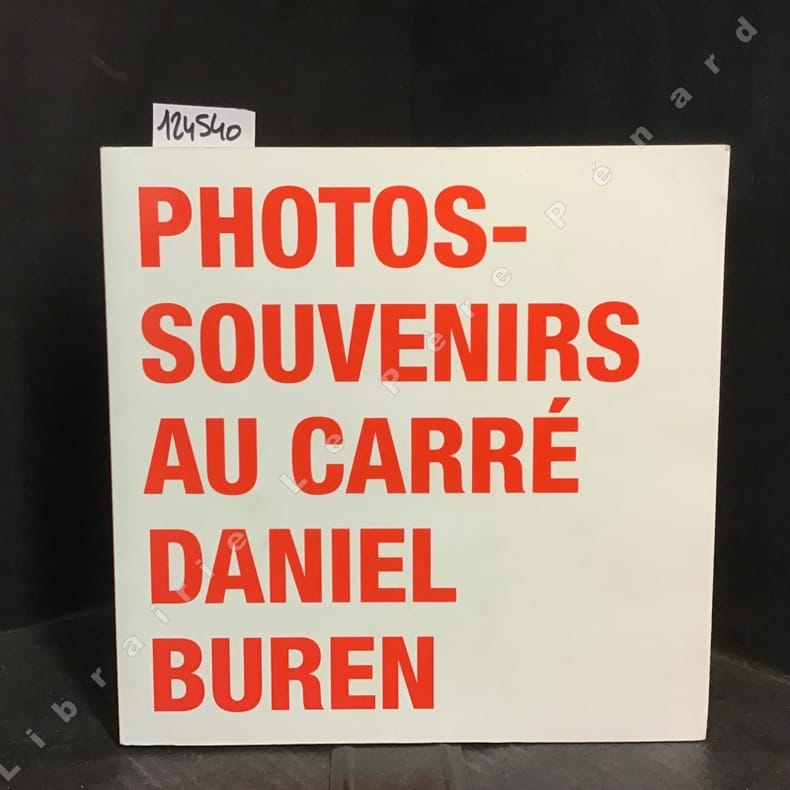 124540
PHOTOS-
SOUVENIRS
AU CARRÉ
DANIEL
BUREN
Librairie Le Père Pénard